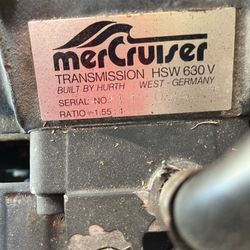 merCruiser
TRANSMISSION HSW 630 V
BUILT BY HURTH WEST-GERMANY
SERIAL NO.
RATIO = 1.55 : 1